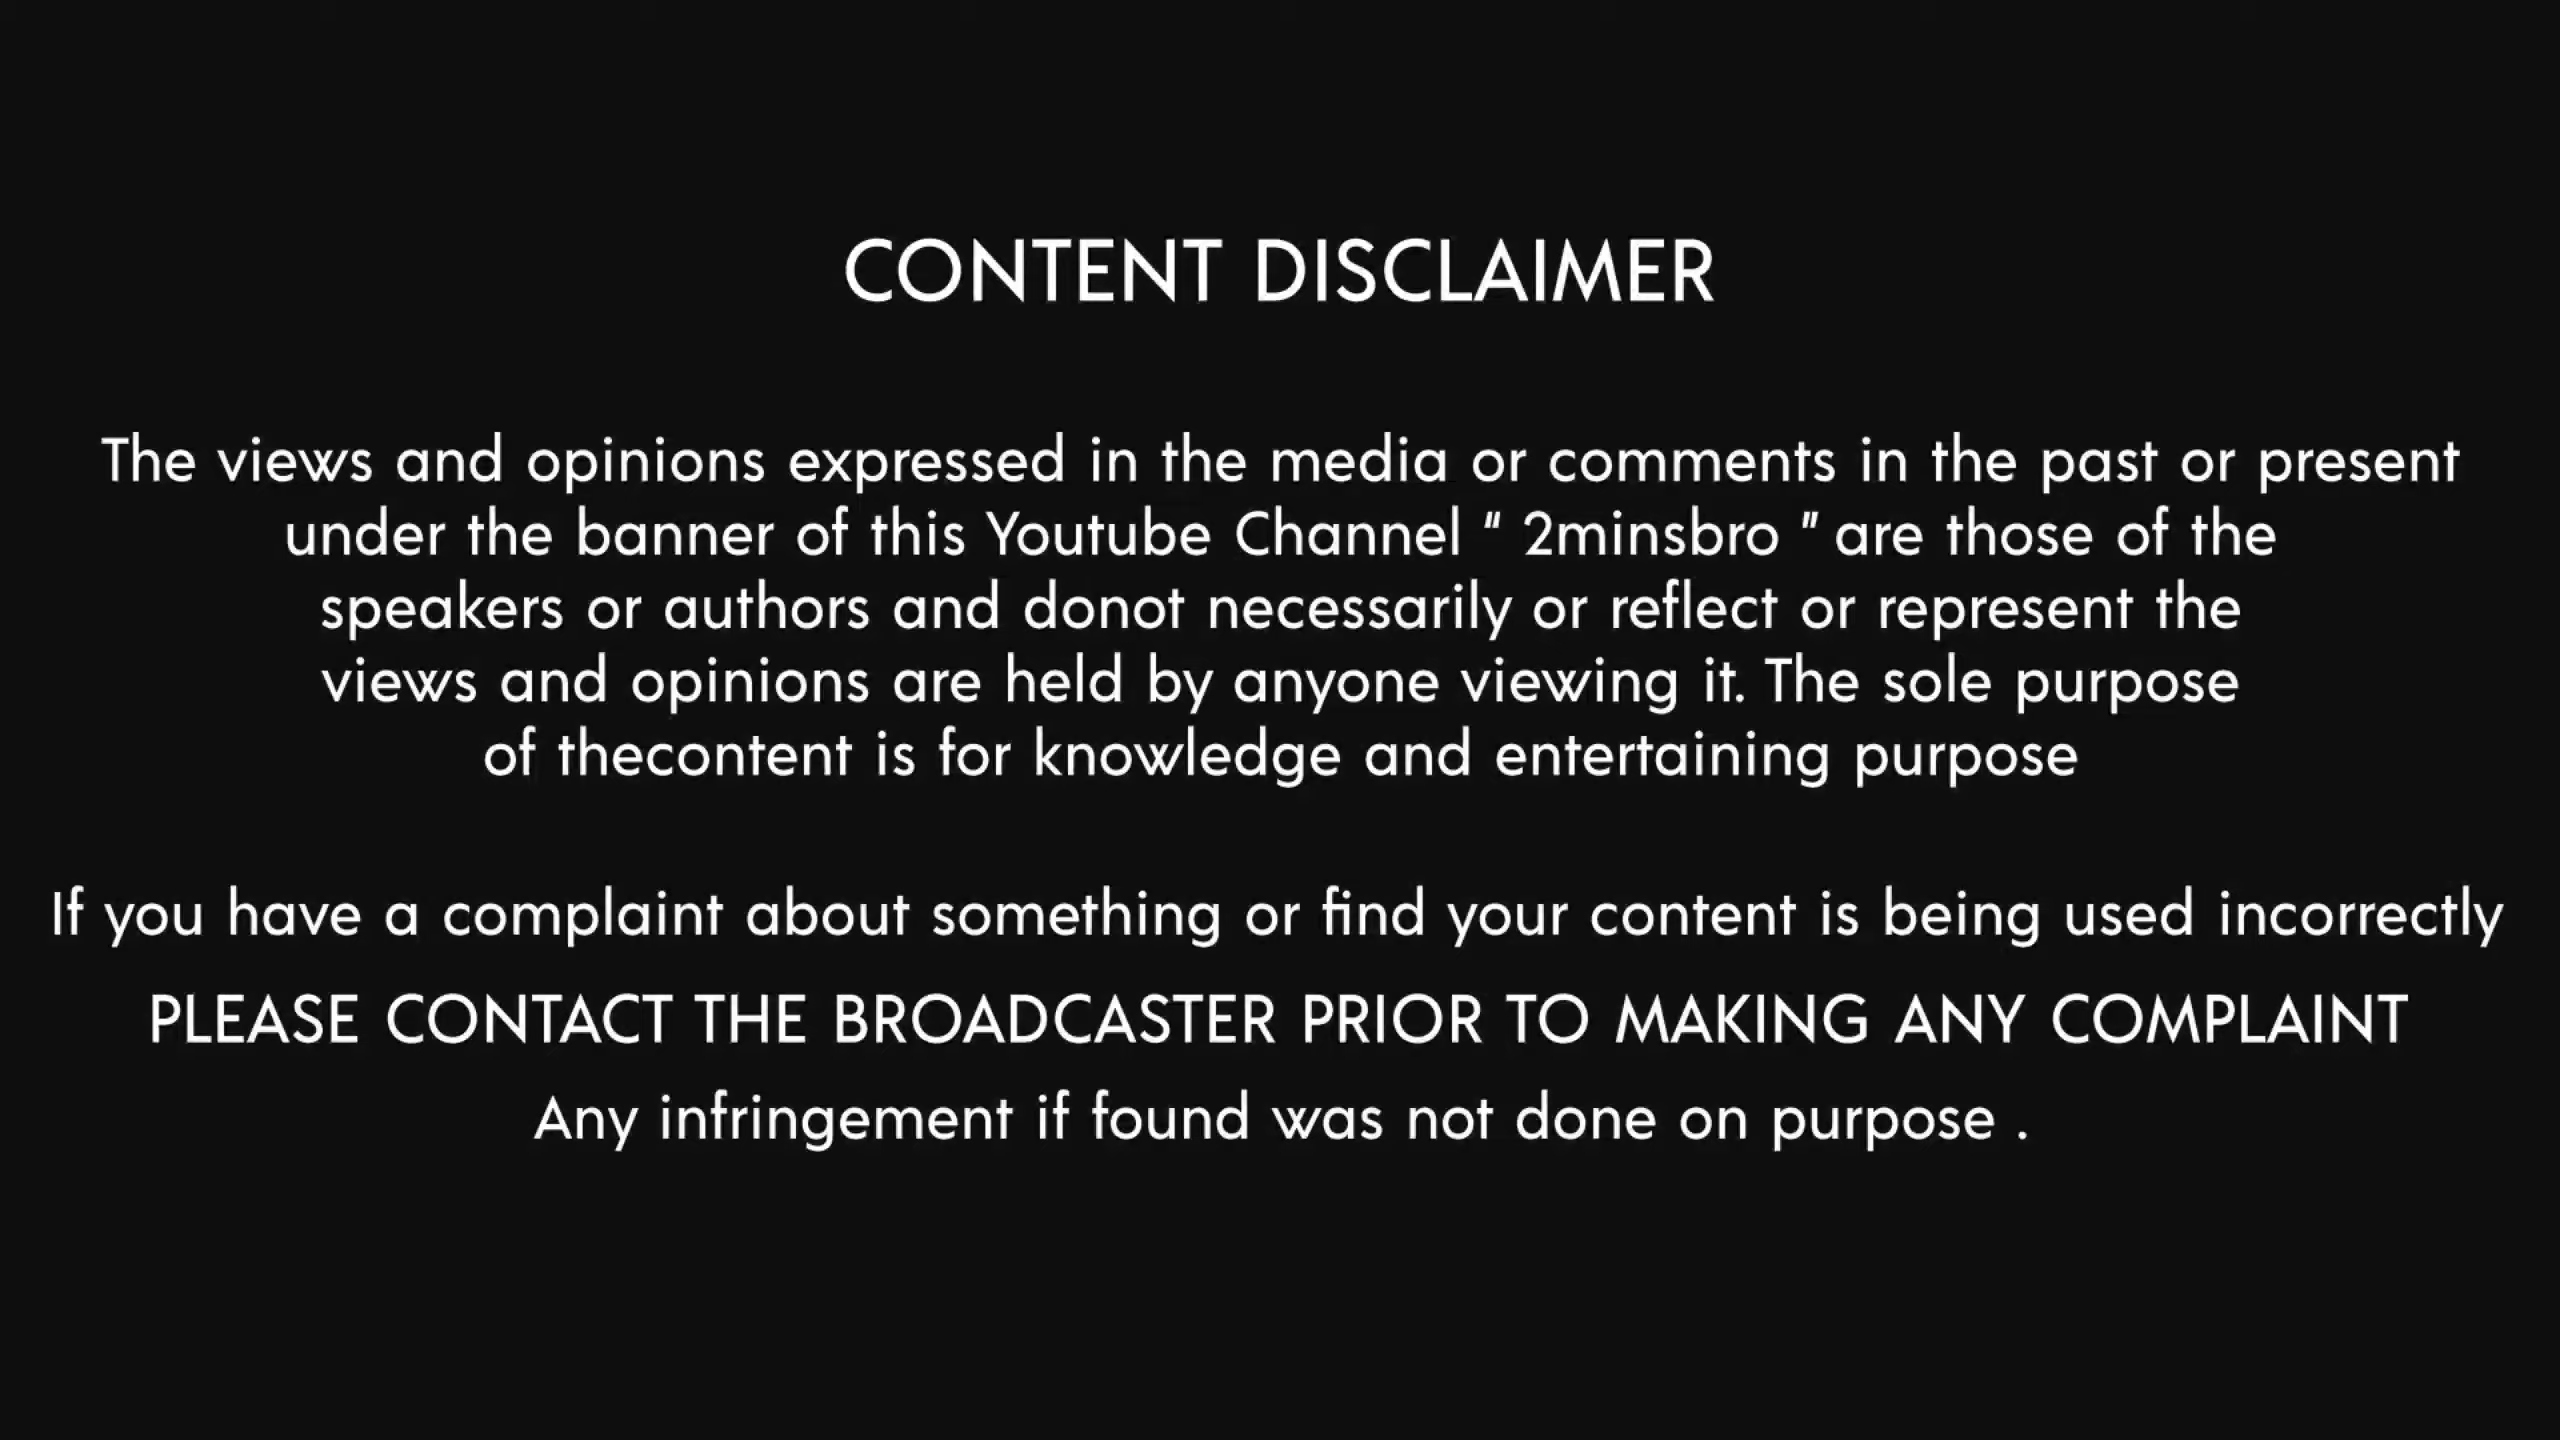 CONTENT DISCLAIMER
The views and opinions expressed in the media or comments in the past or present
under the banner of this Youtube Channel “ 2minsbro ” are those of the
speakers or authors and donot necessarily or reflect or represent the
views and opinions are held by anyone viewing it. The sole purpose
of thecontent is for knowledge and entertaining purpose
If you have a complaint about something or find your content is being used incorrectly
PLEASE CONTACT THE BROADCASTER PRIOR TO MAKING ANY COMPLAINT
Any infringement if found was not done on purpose .